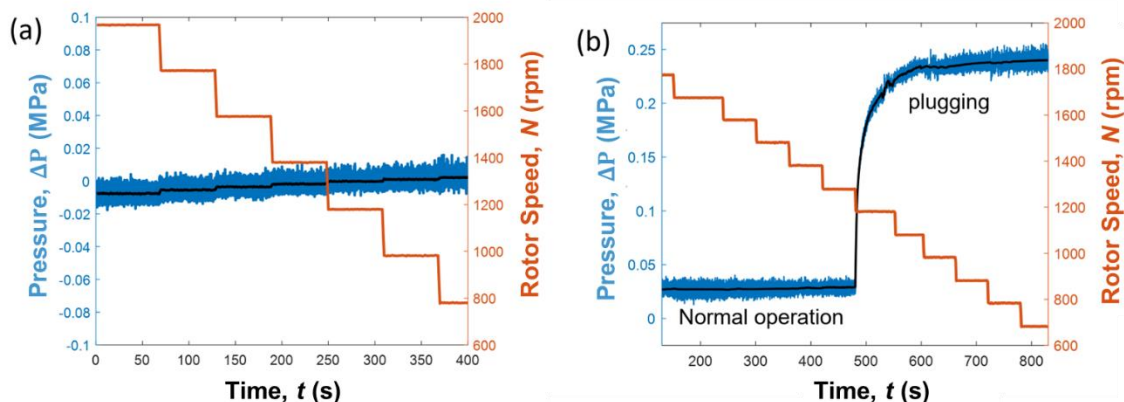 (a)
Pressure, ΔP (MPa)
0.1
0.08
0.06
0.04
0.02
0
-0.02
-0.04
-0.06
-0.08
-0.1
0 50 100 150 200 250 300 350 400
Time, t (s)
2000
1800
1600
1400
1200
1000
800
600
Rotor Speed, N (rpm)
(b)
Pressure, ΔP (MPa)
0.25
0.2
0.15
0.1
0.05
0
plugging
Normal operation
200 300 400 500 600 700 800
Time, t (s)
2000
1800
1600
1400
1200
1000
800
600
Rotor Speed, N (rpm)